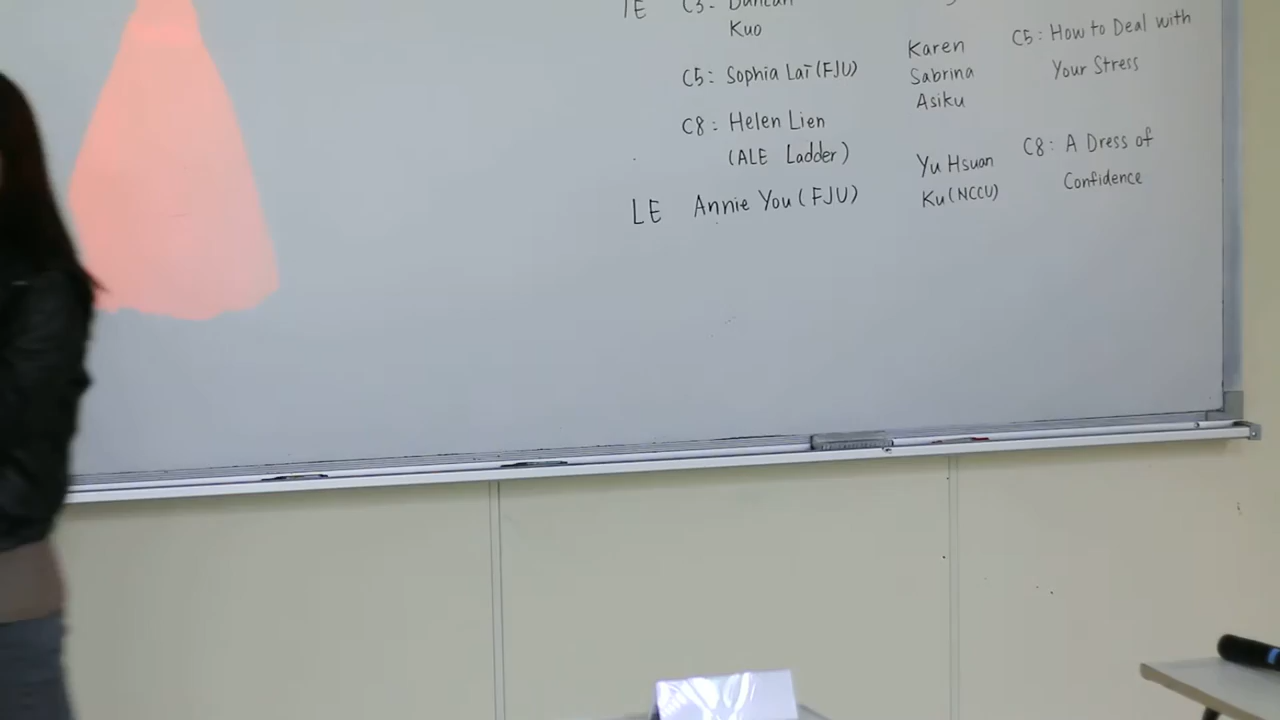 IE C3: Duncan
Kuo
C5: Sophia Lai (FJU)
C8: Helen Lien
(ALE Ladder)
LE Annie You (FJU)
Karen
Sabrina
Asiku
Yu Hsuan
Ku (NCCU)
C5: How to Deal with
Your Stress
C8: A Dress of
Confidence